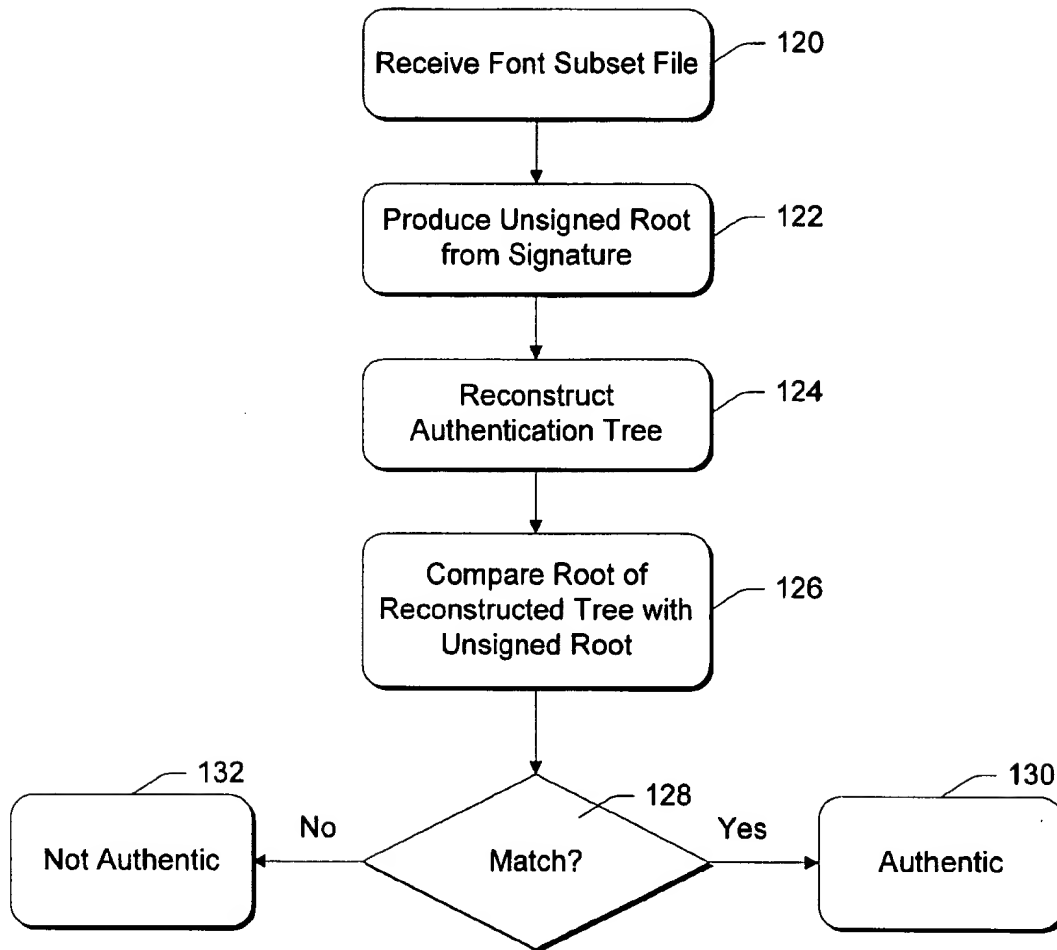 Receive Font Subset File
120
Produce Unsigned Root
from Signature
122
Reconstruct
Authentication Tree
124
Compare Root of
Reconstructed Tree with
Unsigned Root
126
132
128
130
No
Yes
Not Authentic
Match?
Authentic